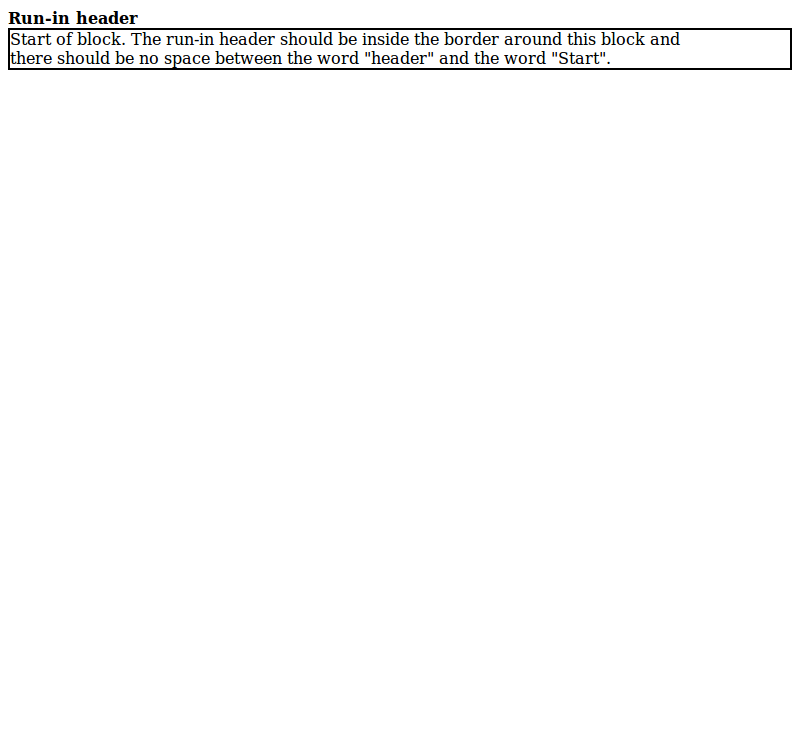 Run-in header
Start of block. The run-in header should be inside the border around this block and
there should be no space between the word "header" and the word "Start".